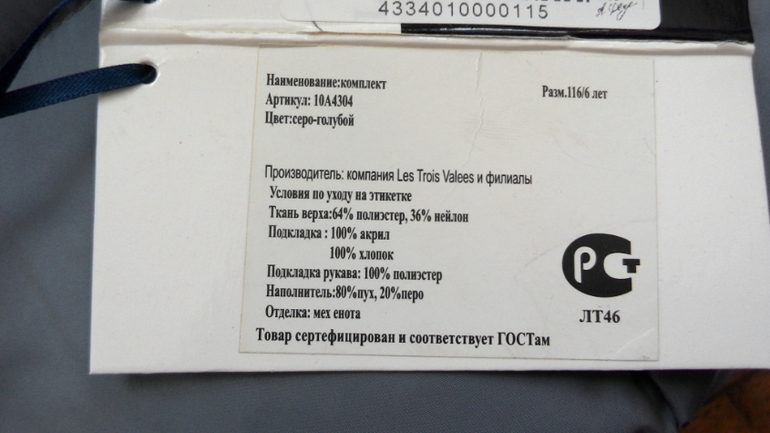 4334010000115
Наименование:комплект
Разм.116/6 лет
Артикул: 10А4304
Цвет:серо-голубой
Производитель: компания Les Trois Valees и филиалы
Условия по уходу на этикетке
Ткань верха:64% полиэстер, 36% нейлон
Подкладка : 100% акрил
100% хлопок
Подкладка рукава: 100% полиэстер
Наполнитель:80%пух, 20%перо
Отделка: мех енота
РСТ
ЛТ46
Товар сертефицирован и соответствует ГОСТам